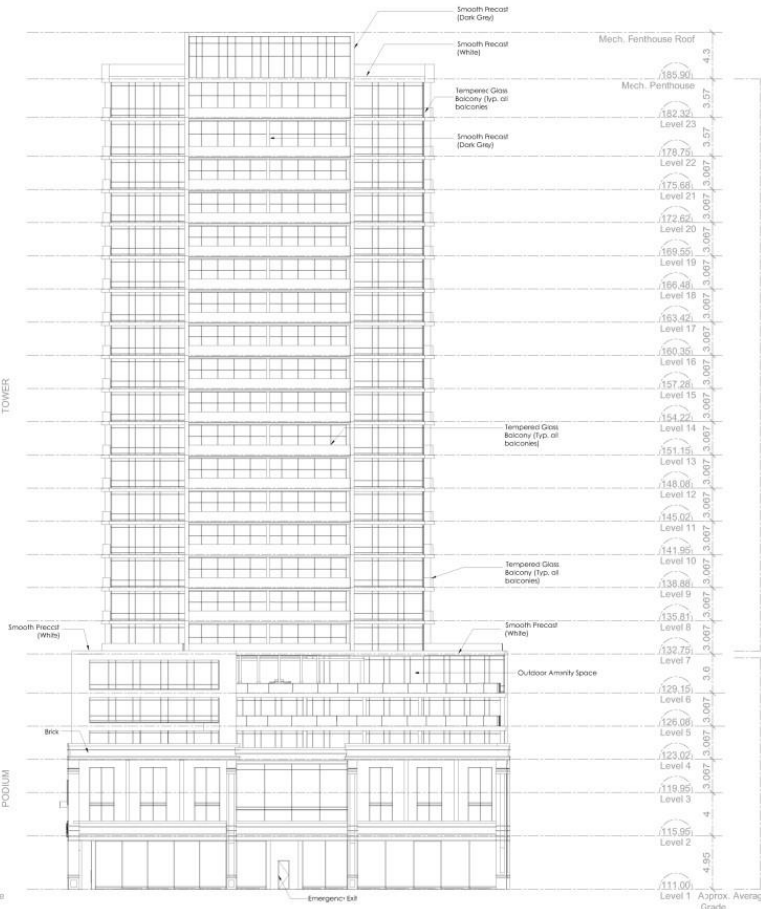 Smooth Precast
(Dark Grey)
Mech. Penthouse Roof
4.3
Smooth Precast
(White)
185.90
Mech. Penthouse
3.57
Tempered Glass
Balcony (Typ. all
balconies
182.32
Level 23
3.57
Smooth Precast
(Dark Grey)
178.75
Level 22
3.067
175.68
Level 21
3.067
172.62
Level 20
3.067
169.55
Level 19
3.067
166.48
Level 18
3.067
163.42
Level 17
3.067
160.35
Level 16
3.067
157.28
Level 15
3.067
TOWER
154.22
Level 14
3.067
Tempered Glass
Balcony (Typ. all
balconies)
151.15
Level 13
3.067
148.08
Level 12
3.067
145.02
Level 11
3.067
141.95
Level 10
3.067
Tempered Glass
Balcony (Typ. all
balconies)
138.88
Level 9
3.067
135.81
Level 8
3.067
Smooth Precast
(White)
Smooth Precast
(White)
132.75
Level 7
3.6
Outdoor Amenity Space
129.15
Level 6
3.067
126.08
Level 5
3.067
Brick
123.02
Level 4
3.067
PODIUM
119.95
Level 3
4
115.95
Level 2
4.95
111.00
Level 1
Approx. Average
Grade
Emergency Exit